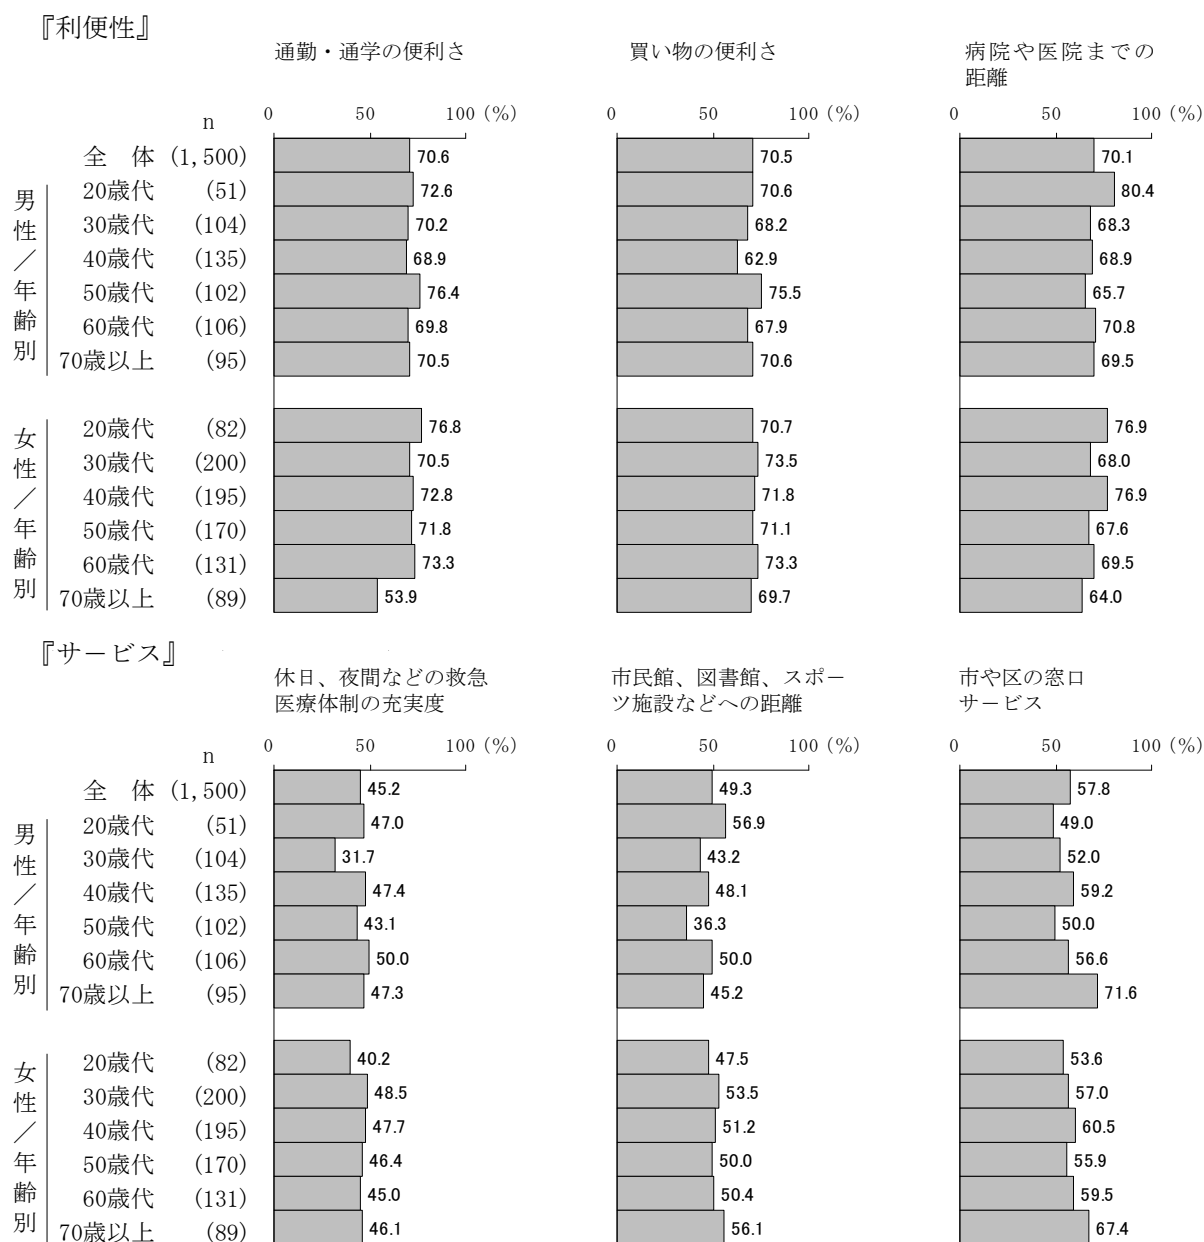 『利便性』
通勤・通学の便利さ 買い物の便利さ 病院や医院までの
距離
0 50 100 (%) 0 50 100 (%) 0 50 100 (%)
n
全 体 (1,500) 70.6 70.5 70.1
男性／年齢別
20歳代 (51) 72.6 70.6 80.4
30歳代 (104) 70.2 68.2 68.3
40歳代 (135) 68.9 62.9 68.9
50歳代 (102) 76.4 75.5 65.7
60歳代 (106) 69.8 67.9 70.8
70歳以上 (95) 70.5 70.6 69.5
女性／年齢別
20歳代 (82) 76.8 70.7 76.9
30歳代 (200) 70.5 73.5 68.0
40歳代 (195) 72.8 71.8 76.9
50歳代 (170) 71.8 71.1 67.6
60歳代 (131) 73.3 73.3 69.5
70歳以上 (89) 53.9 69.7 64.0
『サービス』
休日、夜間などの救急 市民館、図書館、スポー 市や区の窓口
医療体制の充実度 ツ施設などへの距離 サービス
0 50 100 (%) 0 50 100 (%) 0 50 100 (%)
n
全 体 (1,500) 45.2 49.3 57.8
男性／年齢別
20歳代 (51) 47.0 56.9 49.0
30歳代 (104) 31.7 43.2 52.0
40歳代 (135) 47.4 48.1 59.2
50歳代 (102) 43.1 36.3 50.0
60歳代 (106) 50.0 50.0 56.6
70歳以上 (95) 47.3 45.2 71.6
女性／年齢別
20歳代 (82) 40.2 47.5 53.6
30歳代 (200) 48.5 53.5 57.0
40歳代 (195) 47.7 51.2 60.5
50歳代 (170) 46.4 50.0 55.9
60歳代 (131) 45.0 50.4 59.5
70歳以上 (89) 46.1 56.1 67.4